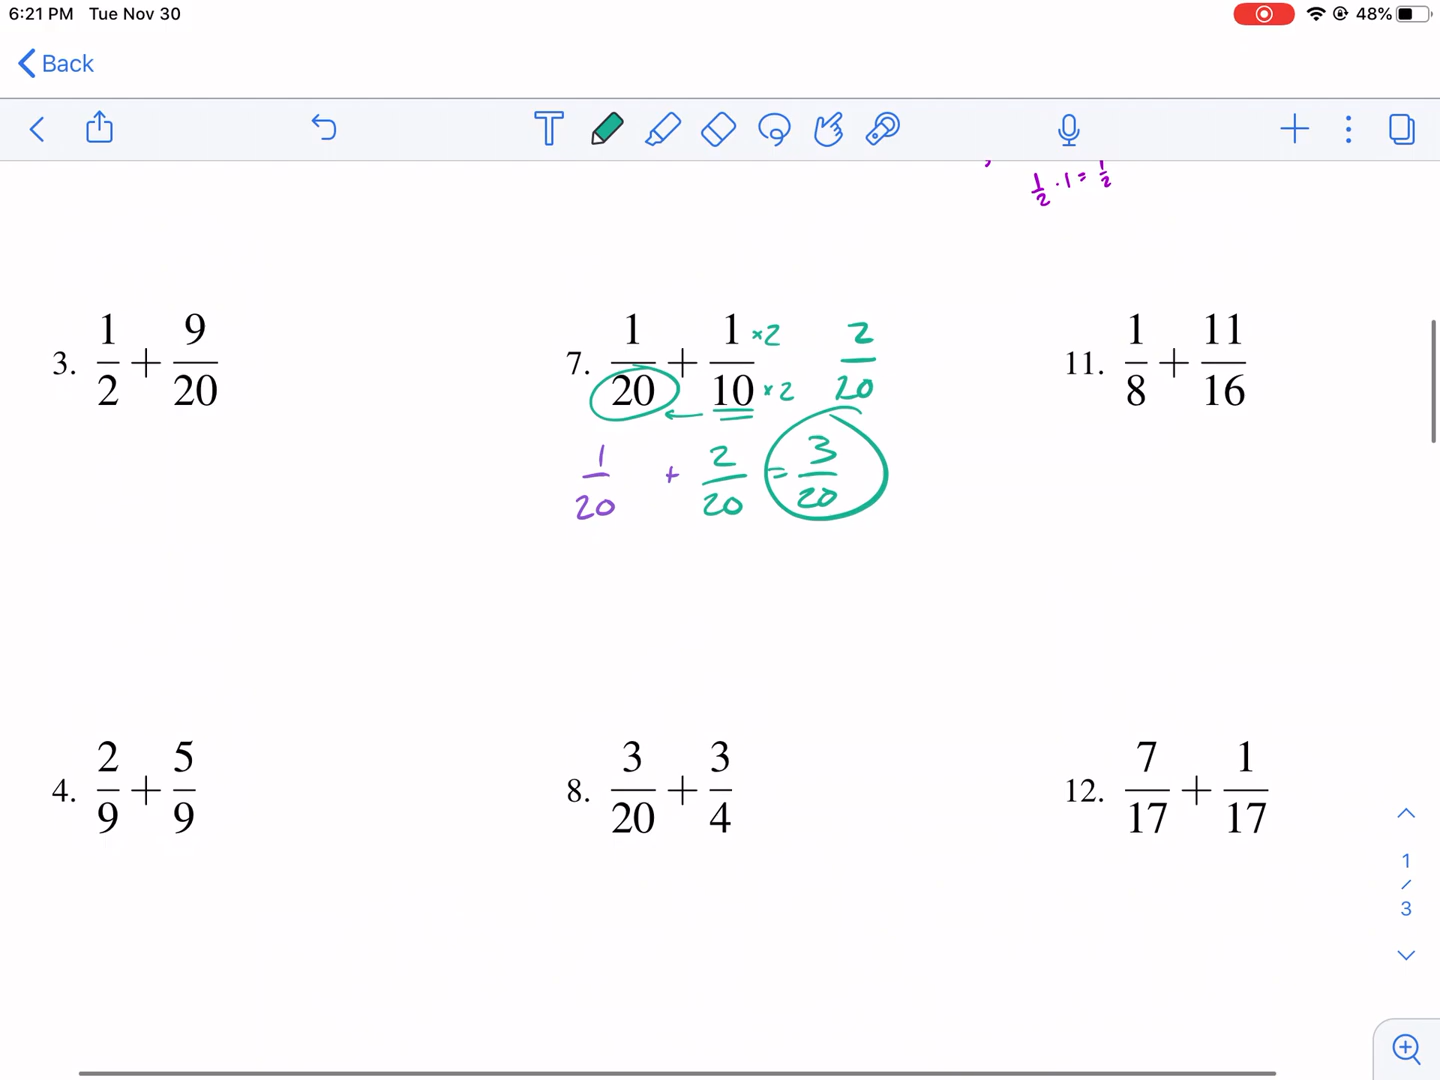 6:21 PM Tue Nov 30 48%
Back
T
1/2 · 1 = 1/2
3. 1/2 + 9/20
7. 1/20 + 1/10 ×2 ×2 2/20
1/20 + 2/20 = 3/20
11. 1/8 + 11/16
4. 2/9 + 5/9
8. 3/20 + 3/4
12. 7/17 + 1/17
1
/
3